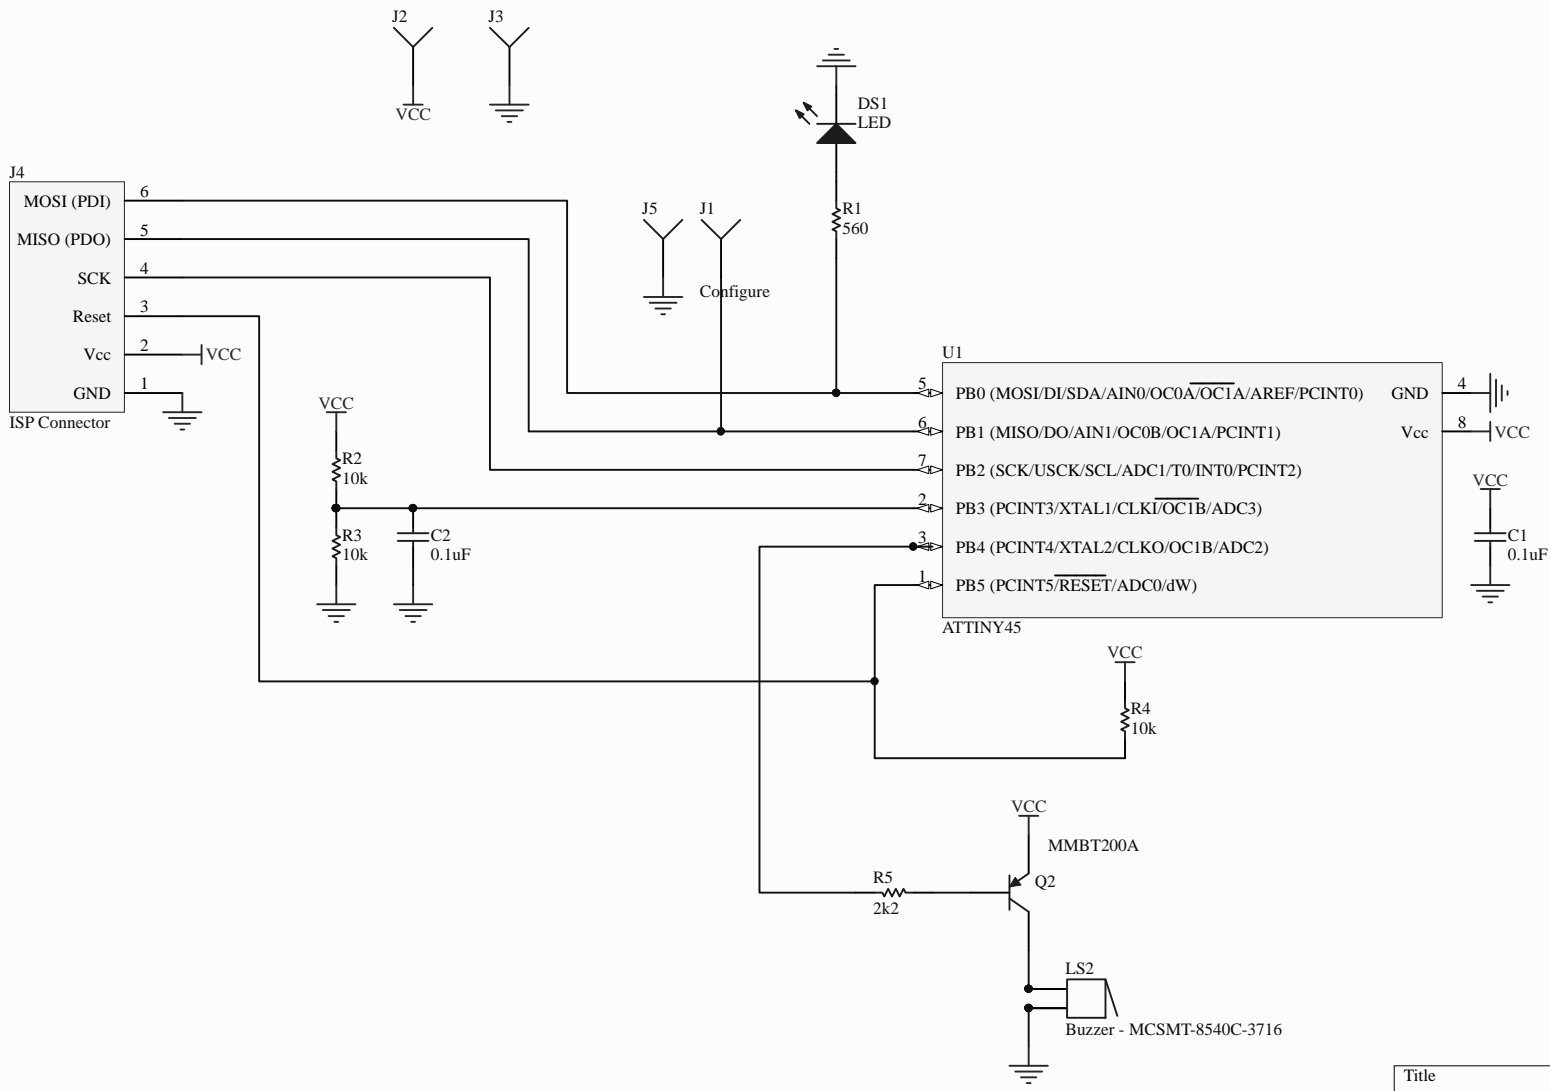 J2
J3
VCC
DS1
LED
J4
MOSI (PDI)
6
MISO (PDO)
5
SCK
4
Reset
3
Vcc
2
VCC
GND
1
ISP Connector
J5
J1
R1
560
Configure
VCC
R2
10k
R3
10k
C2
0.1uF
U1
5
PB0 (MOSI/DI/SDA/AIN0/OC0A/OC1A/AREF/PCINT0)
GND
4
6
PB1 (MISO/DO/AIN1/OC0B/OC1A/PCINT1)
Vcc
8
VCC
7
PB2 (SCK/USCK/SCL/ADC1/T0/INT0/PCINT2)
2
PB3 (PCINT3/XTAL1/CLKI/OC1B/ADC3)
3
PB4 (PCINT4/XTAL2/CLKO/OC1B/ADC2)
1
PB5 (PCINT5/RESET/ADC0/dW)
ATTINY45
VCC
C1
0.1uF
VCC
R4
10k
VCC
MMBT200A
Q2
R5
2k2
LS2
Buzzer - MCSMT-8540C-3716
Title